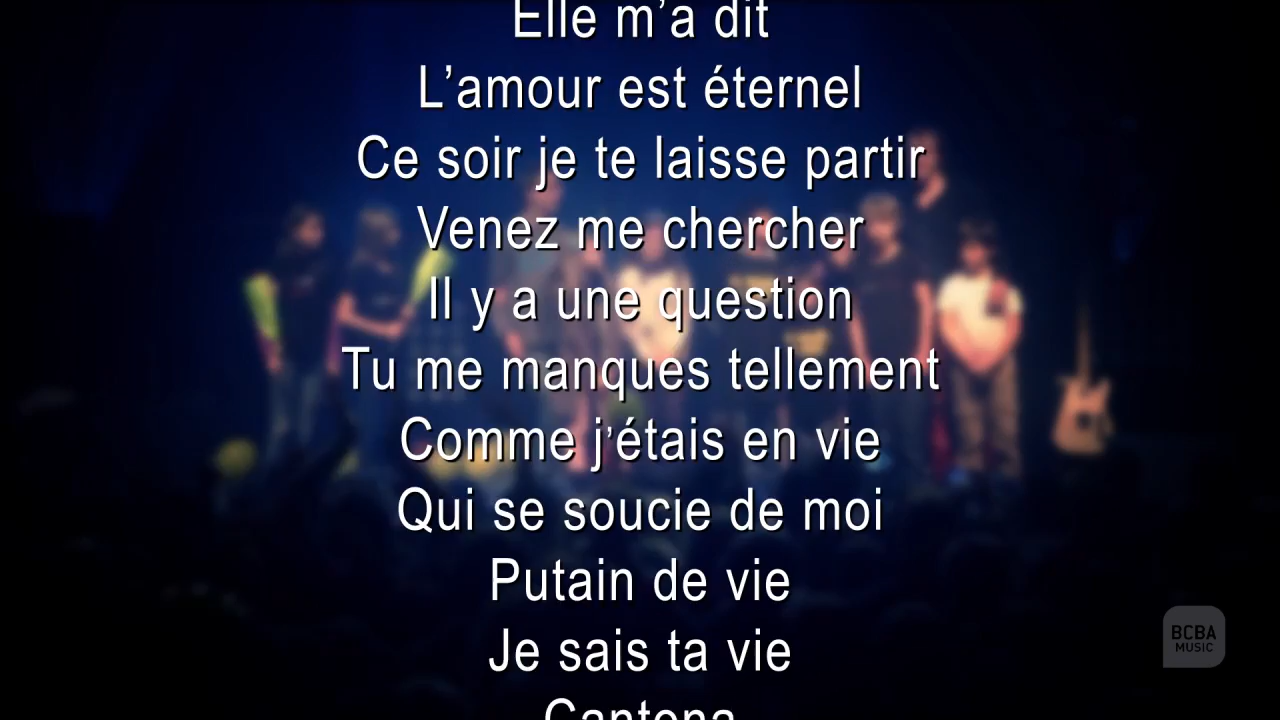 Elle m’a dit
L’amour est éternel
Ce soir je te laisse partir
Venez me chercher
Il y a une question
Tu me manques tellement
Comme j’étais en vie
Qui se soucie de moi
Putain de vie
Je sais ta vie
Cantona
BCBA
MUSIC